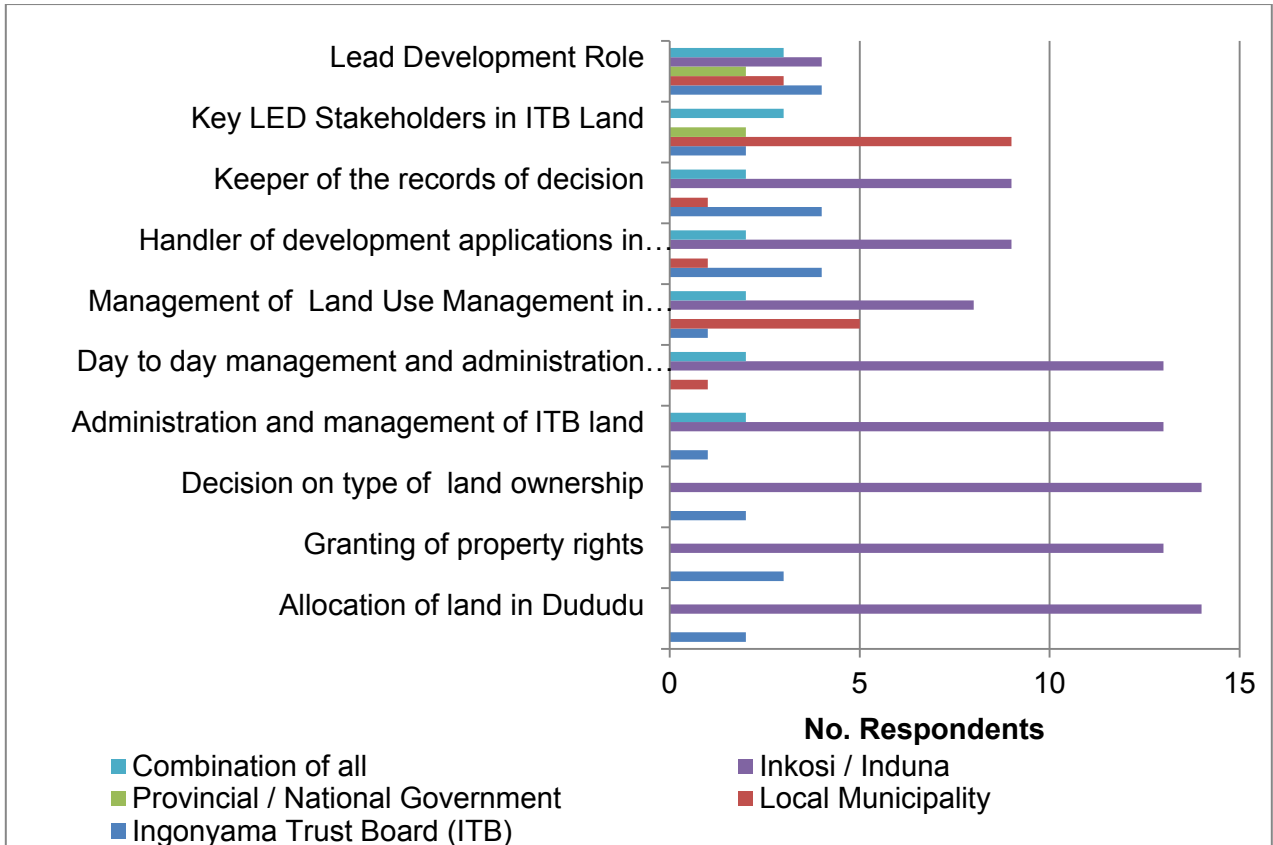 Lead Development Role
Key LED Stakeholders in ITB Land
Keeper of the records of decision
Handler of development applications in…
Management of  Land Use Management in…
Day to day management and administration…
Administration and management of ITB land
Decision on type of  land ownership
Granting of property rights
Allocation of land in Dududu
0 5 10 15
No. Respondents
Combination of all
Inkosi / Induna
Provincial / National Government
Local Municipality
Ingonyama Trust Board (ITB)